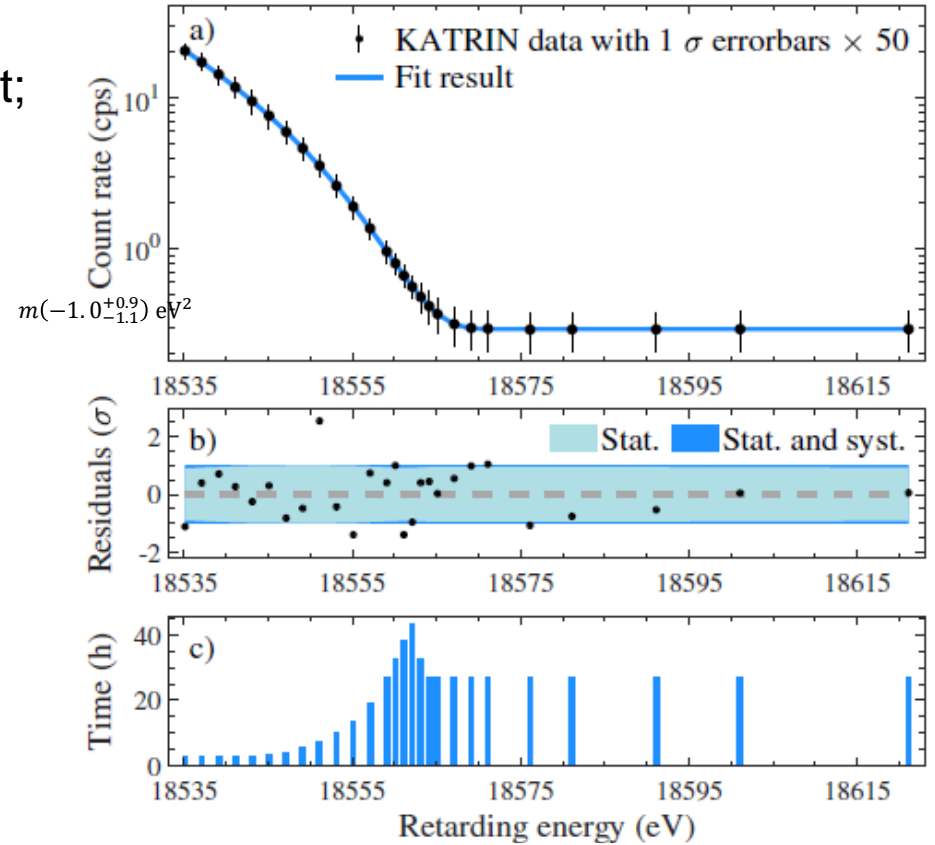 t;
a)
KATRIN data with 1 σ errorbars × 50
Fit result
Count rate (cps)
10¹
10⁰
m(−1.0 +0.9 −1.1) eV²
18535 18555 18575 18595 18615
b)
Stat. Stat. and syst.
Residuals (σ)
2
0
-2
18535 18555 18575 18595 18615
c)
Time (h)
40
20
0
18535 18555 18575 18595 18615
Retarding energy (eV)